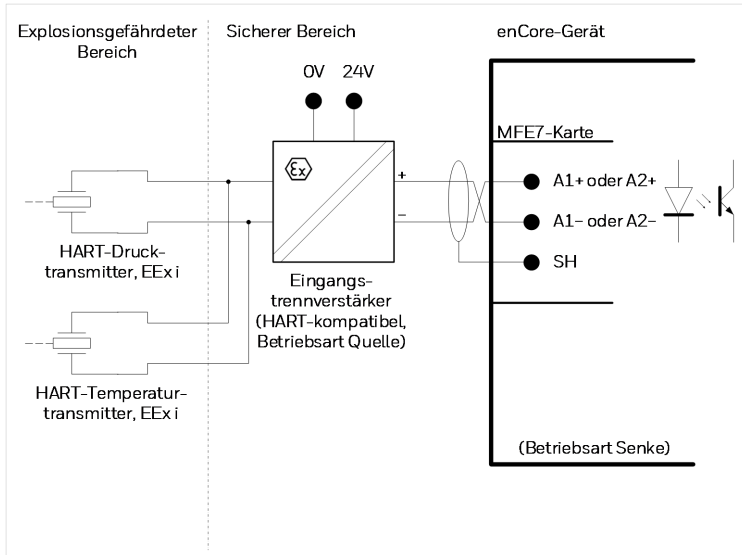 Explosionsgefährdeter
Bereich
Sicherer Bereich
enCore-Gerät
0V
24V
MFE7-Karte
Ex
+
−
A1+ oder A2+
A1− oder A2−
SH
HART-Druck-
transmitter, EEx i
Eingangs-
trennverstärker
(HART-kompatibel,
Betriebsart Quelle)
HART-Temperatur-
transmitter, EEx i
(Betriebsart Senke)